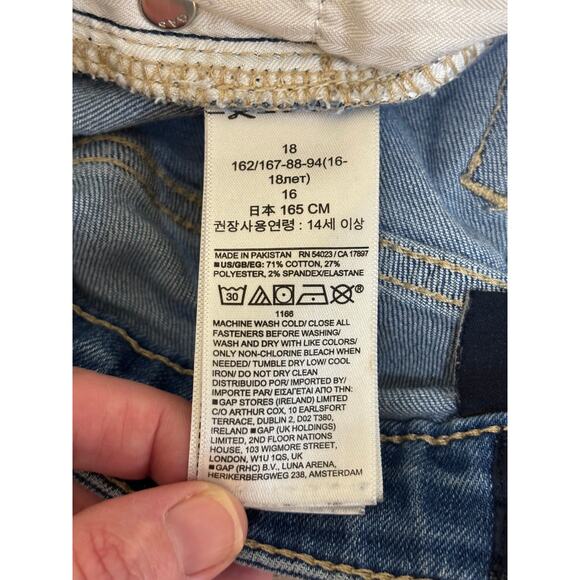 18
162/167-88-94(16-
18лет)
16
日本 165 CM
권장사용연령 : 14세 이상
MADE IN PAKISTAN RN 54023 / CA 17897
■US/GB/EG: 71% COTTON, 27%
POLYESTER, 2% SPANDEX/ELASTANE
30
1166
MACHINE WASH COLD/ CLOSE ALL
FASTENERS BEFORE WASHING/
WASH AND DRY WITH LIKE COLORS/
ONLY NON-CHLORINE BLEACH WHEN
NEEDED/ TUMBLE DRY LOW/ COOL
IRON/ DO NOT DRY CLEAN
DISTRIBUIDO POR/ IMPORTED BY/
IMPORTE PAR/ ΕΙΣΑΓΕΤΑΙ ΑΠΟ ΤΗΝ:
■GAP STORES (IRELAND) LIMITED
C/O ARTHUR COX, 10 EARLSFORT
TERRACE, DUBLIN 2, D02 T380,
IRELAND ■GAP (UK HOLDINGS)
LIMITED, 2ND FLOOR NATIONS
HOUSE, 103 WIGMORE STREET,
LONDON, W1U 1QS, UK
■GAP (RHC) B.V., LUNA ARENA,
HERIKERBERGWEG 238, AMSTERDAM